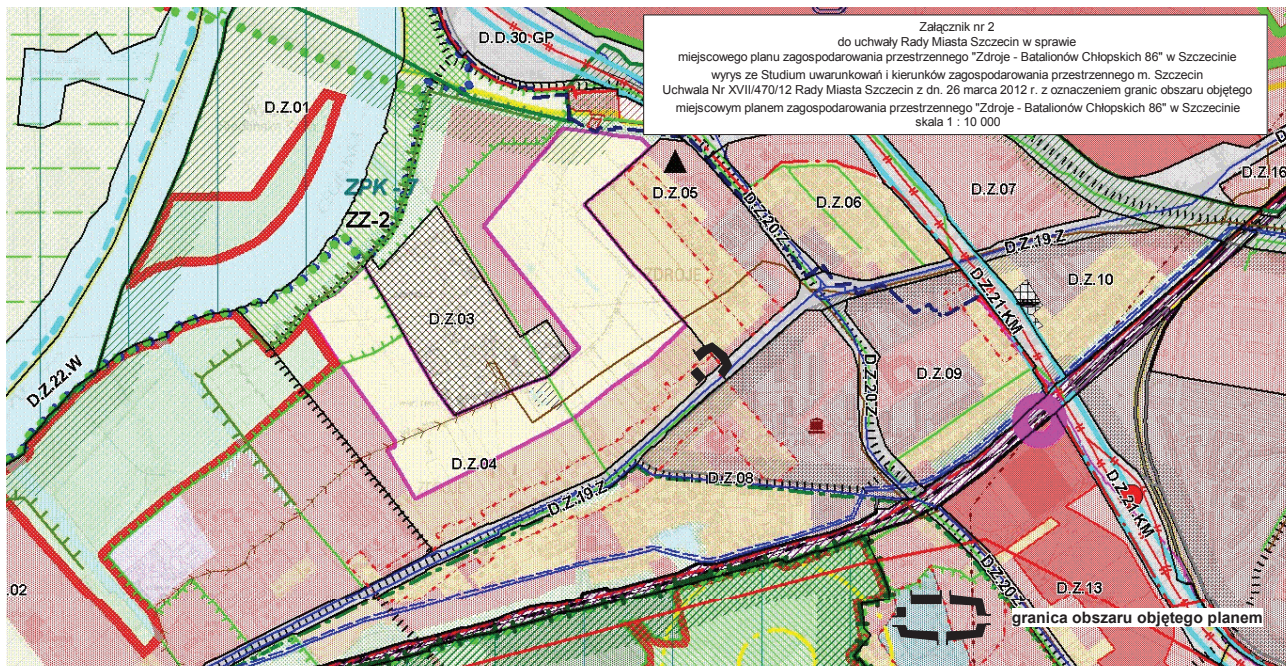 Załącznik nr 2
do uchwały Rady Miasta Szczecin w sprawie
miejscowego planu zagospodarowania przestrzennego "Zdroje - Batalionów Chłopskich 86" w Szczecinie
wyrys ze Studium uwarunkowań i kierunków zagospodarowania przestrzennego m. Szczecin
Uchwala Nr XVII/470/12 Rady Miasta Szczecin z dn. 26 marca 2012 r. z oznaczeniem granic obszaru objętego
miejscowym planem zagospodarowania przestrzennego "Zdroje - Batalionów Chłopskich 86" w Szczecinie
skala 1 : 10 000
D.D.30.GP
D.Z.01
ZPK -7
ZZ-2
D.Z.05
D.Z.20.Z
D.Z.06
D.Z.07
D.Z.16
D.Z.19.Z
ZDROJE
D.Z.10
D.Z.21.KM
D.Z.03
D.Z.22.W
D.Z.20.Z
D.Z.09
D.Z.04
D.Z.08
D.Z.19.Z
D.Z.21.KM
D.Z.20.Z
D.Z.13
.02
granica obszaru objętego planem